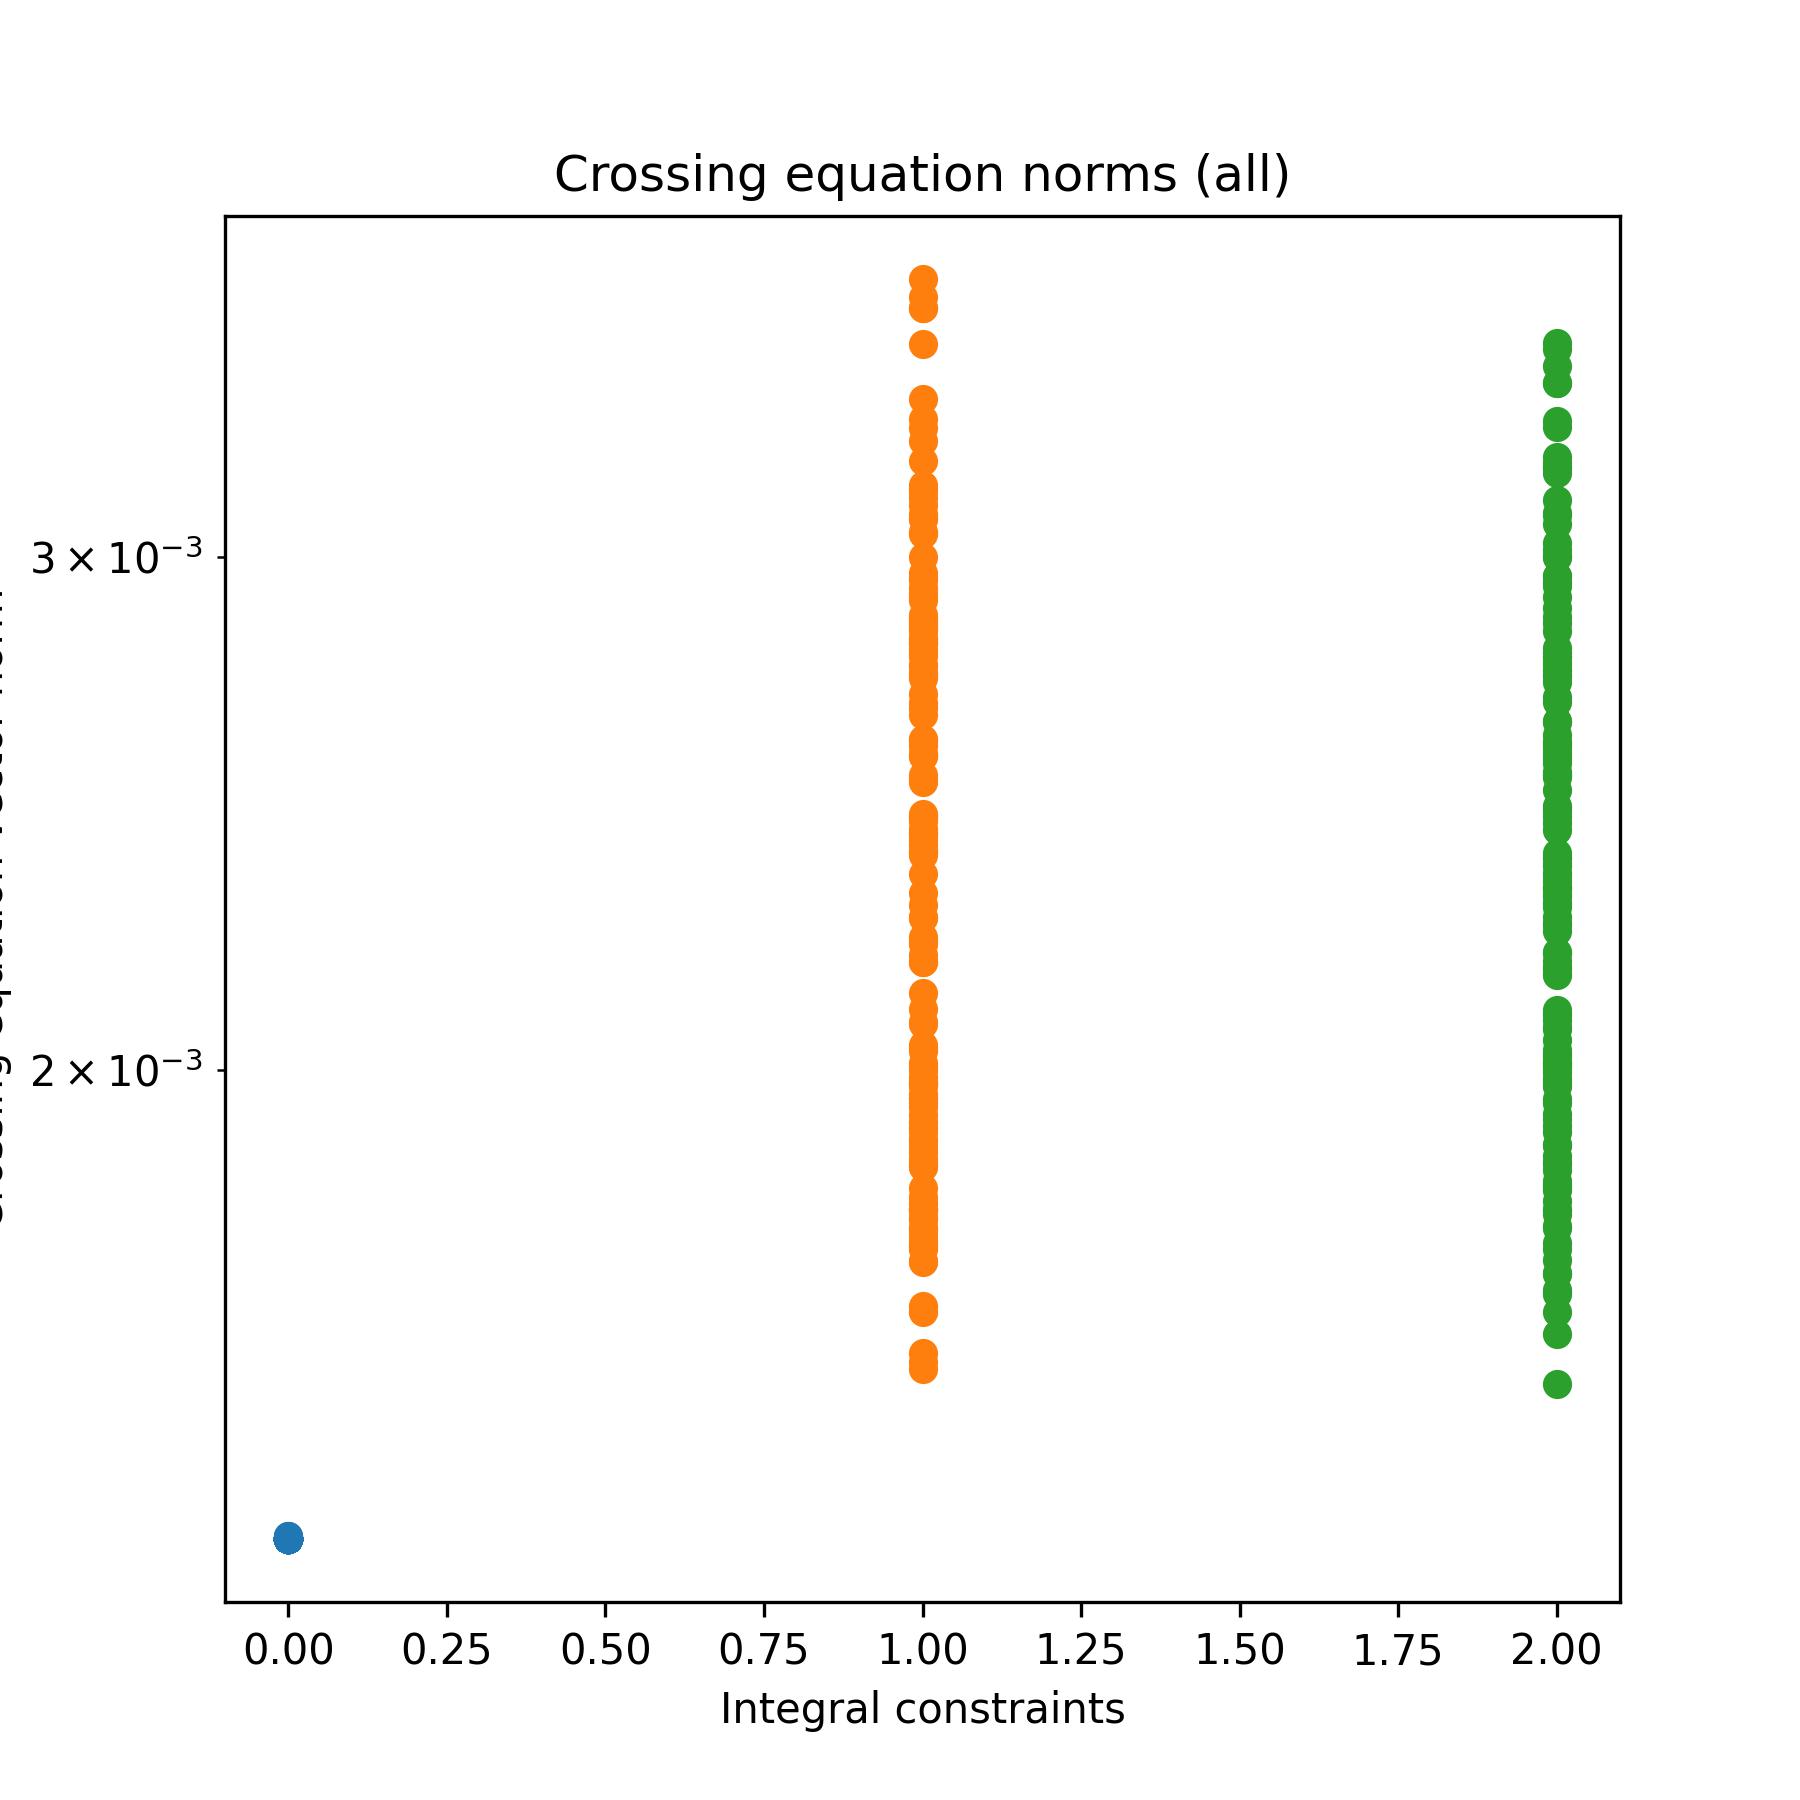 Crossing equation norms (all)
3 × 10⁻³
2 × 10⁻³
0.00 0.25 0.50 0.75 1.00 1.25 1.50 1.75 2.00
Integral constraints